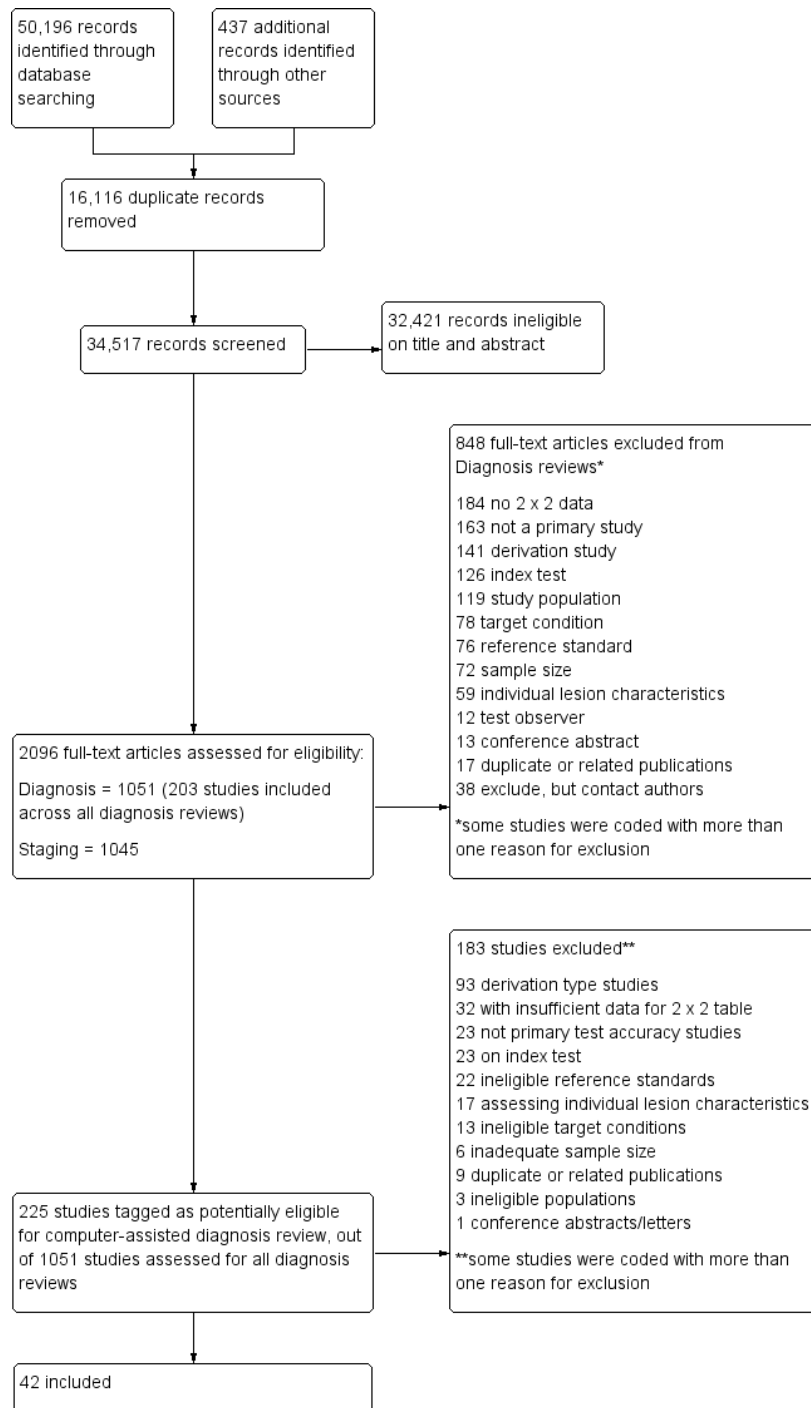 50,196 records
identified through
database
searching
437 additional
records identified
through other
sources
16,116 duplicate records
removed
34,517 records screened
32,421 records ineligible
on title and abstract
848 full-text articles excluded from
Diagnosis reviews*
184 no 2 x 2 data
163 not a primary study
141 derivation study
126 index test
119 study population
78 target condition
76 reference standard
72 sample size
59 individual lesion characteristics
12 test observer
13 conference abstract
17 duplicate or related publications
38 exclude, but contact authors
*some studies were coded with more than
one reason for exclusion
2096 full-text articles assessed for eligibility:
Diagnosis = 1051 (203 studies included
across all diagnosis reviews)
Staging = 1045
183 studies excluded**
93 derivation type studies
32 with insufficient data for 2 x 2 table
23 not primary test accuracy studies
23 on index test
22 ineligible reference standards
17 assessing individual lesion characteristics
13 ineligible target conditions
6 inadequate sample size
9 duplicate or related publications
3 ineligible populations
1 conference abstracts/letters
**some studies were coded with more than
one reason for exclusion
225 studies tagged as potentially eligible
for computer-assisted diagnosis review, out
of 1051 studies assessed for all diagnosis
reviews
42 included